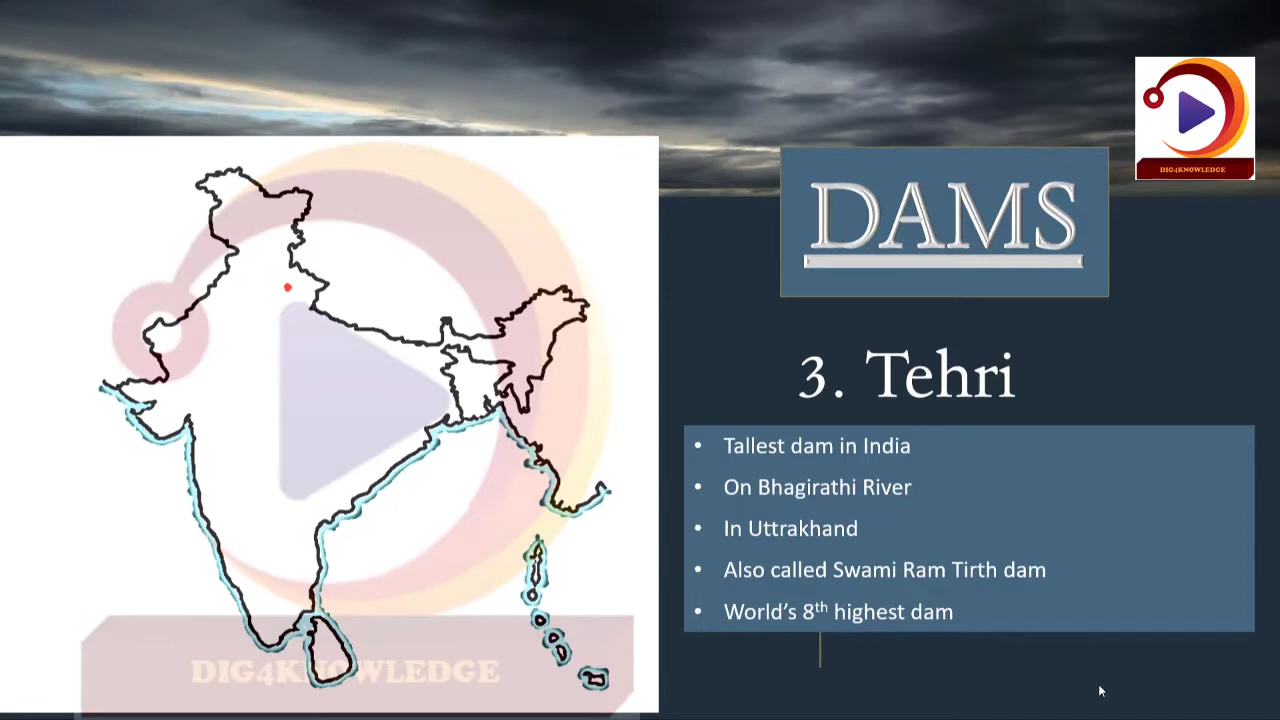 DIG4KNOWLEDGE
DAMS
3. Tehri
• Tallest dam in India
• On Bhagirathi River
• In Uttrakhand
• Also called Swami Ram Tirth dam
• World’s 8th highest dam
DIG4KNOWLEDGE